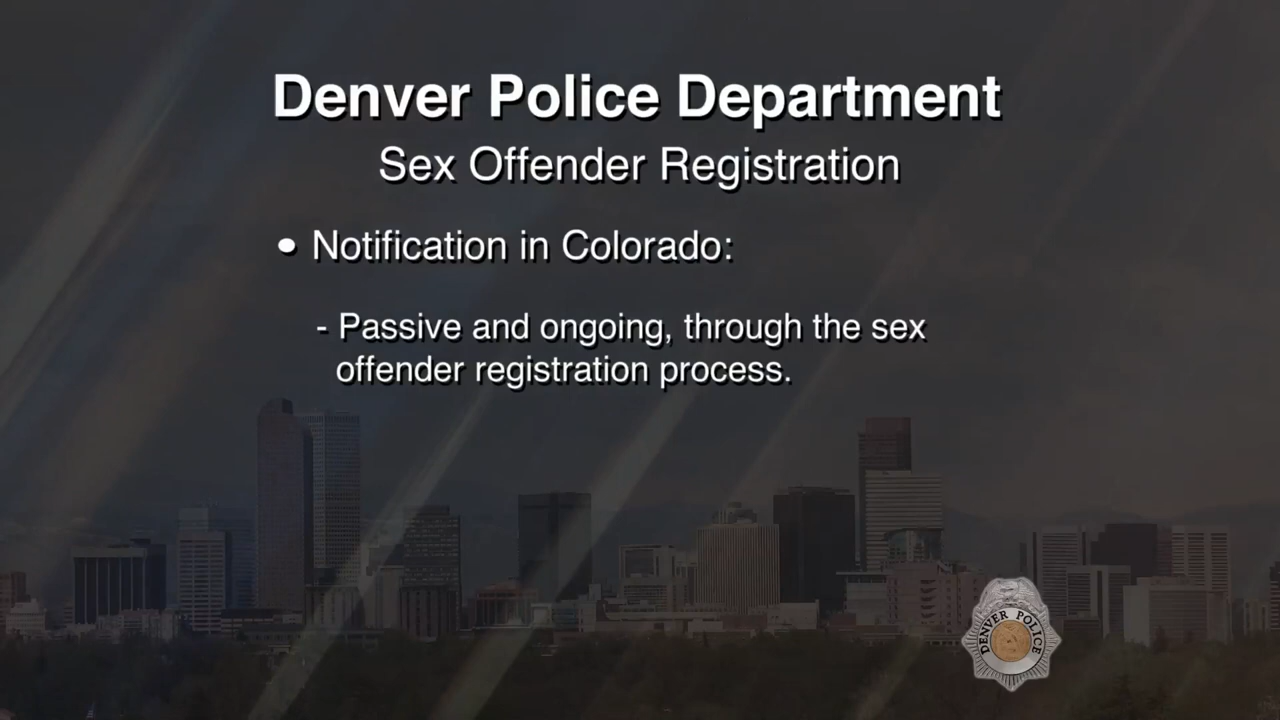 Denver Police Department
Sex Offender Registration
• Notification in Colorado:
- Passive and ongoing, through the sex
offender registration process.
DENVER POLICE